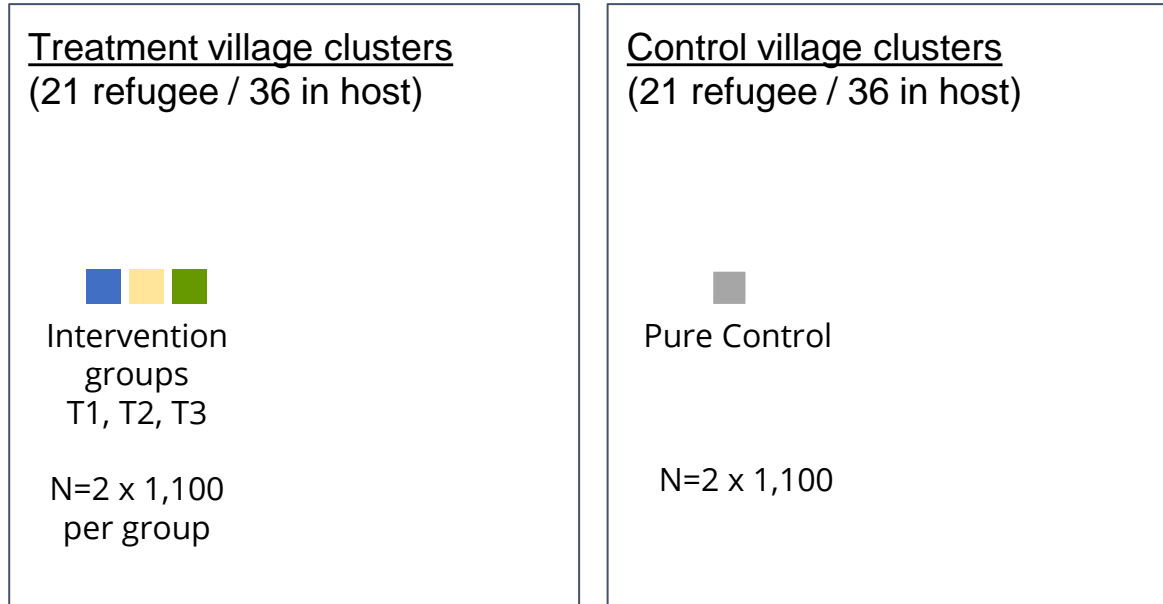 Treatment village clusters
(21 refugee / 36 in host)
Intervention
groups
T1, T2, T3
N=2 x 1,100
per group
Control village clusters
(21 refugee / 36 in host)
Pure Control
N=2 x 1,100